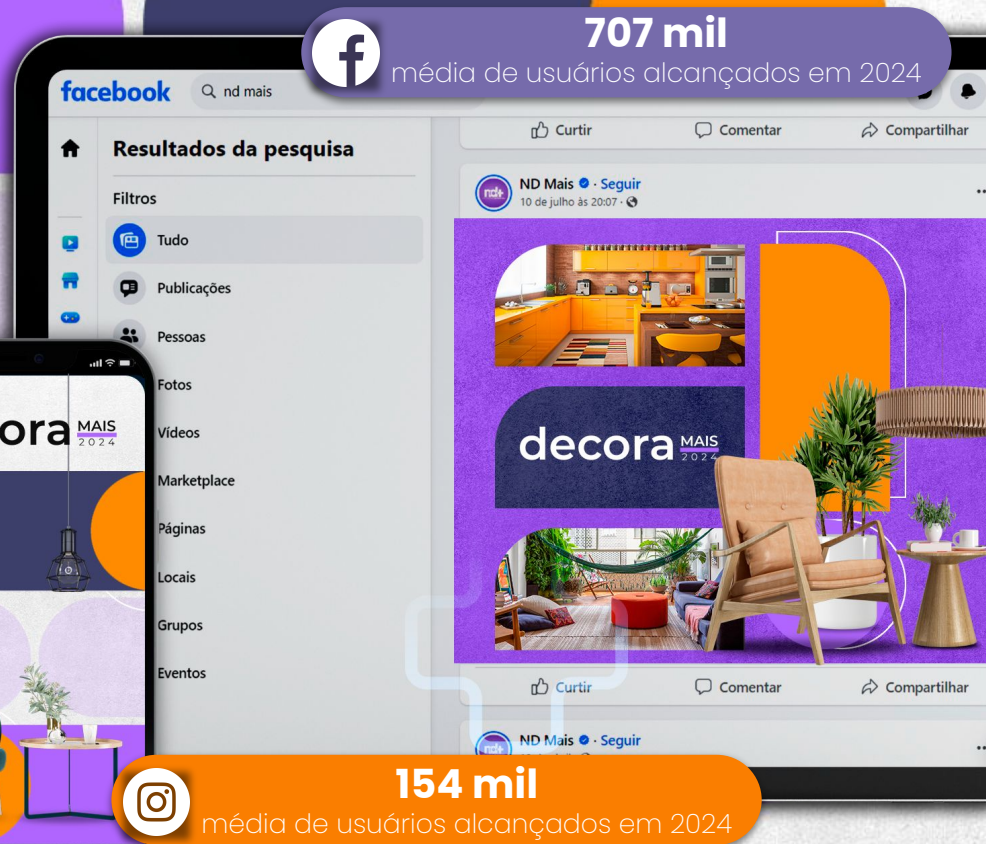 707 mil
média de usuários alcançados em 2024
facebook
nd mais
Resultados da pesquisa
Filtros
Tudo
Publicações
Pessoas
Fotos
Vídeos
Marketplace
Páginas
Locais
Grupos
Eventos
Curtir
Comentar
Compartilhar
nd+
ND Mais · Seguir
10 de julho às 20:07 ·
decora MAIS
2024
Curtir
Comentar
Compartilhar
nd+
ND Mais · Seguir
ora MAIS
2024
154 mil
média de usuários alcançados em 2024